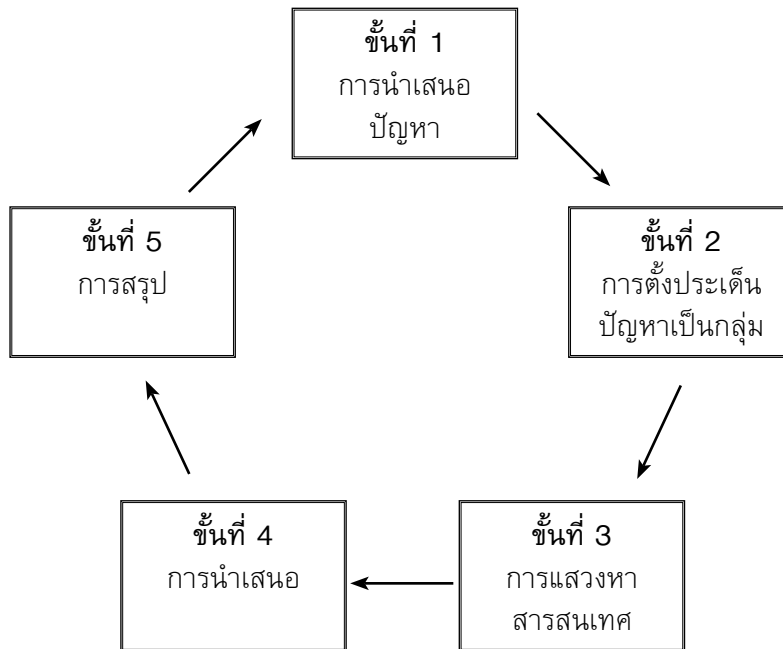 ขั้นที่ 1
การนำเสนอ
ปัญหา
ขั้นที่ 2
การตั้งประเด็น
ปัญหาเป็นกลุ่ม
ขั้นที่ 3
การแสวงหา
สารสนเทศ
ขั้นที่ 4
การนำเสนอ
ขั้นที่ 5
การสรุป